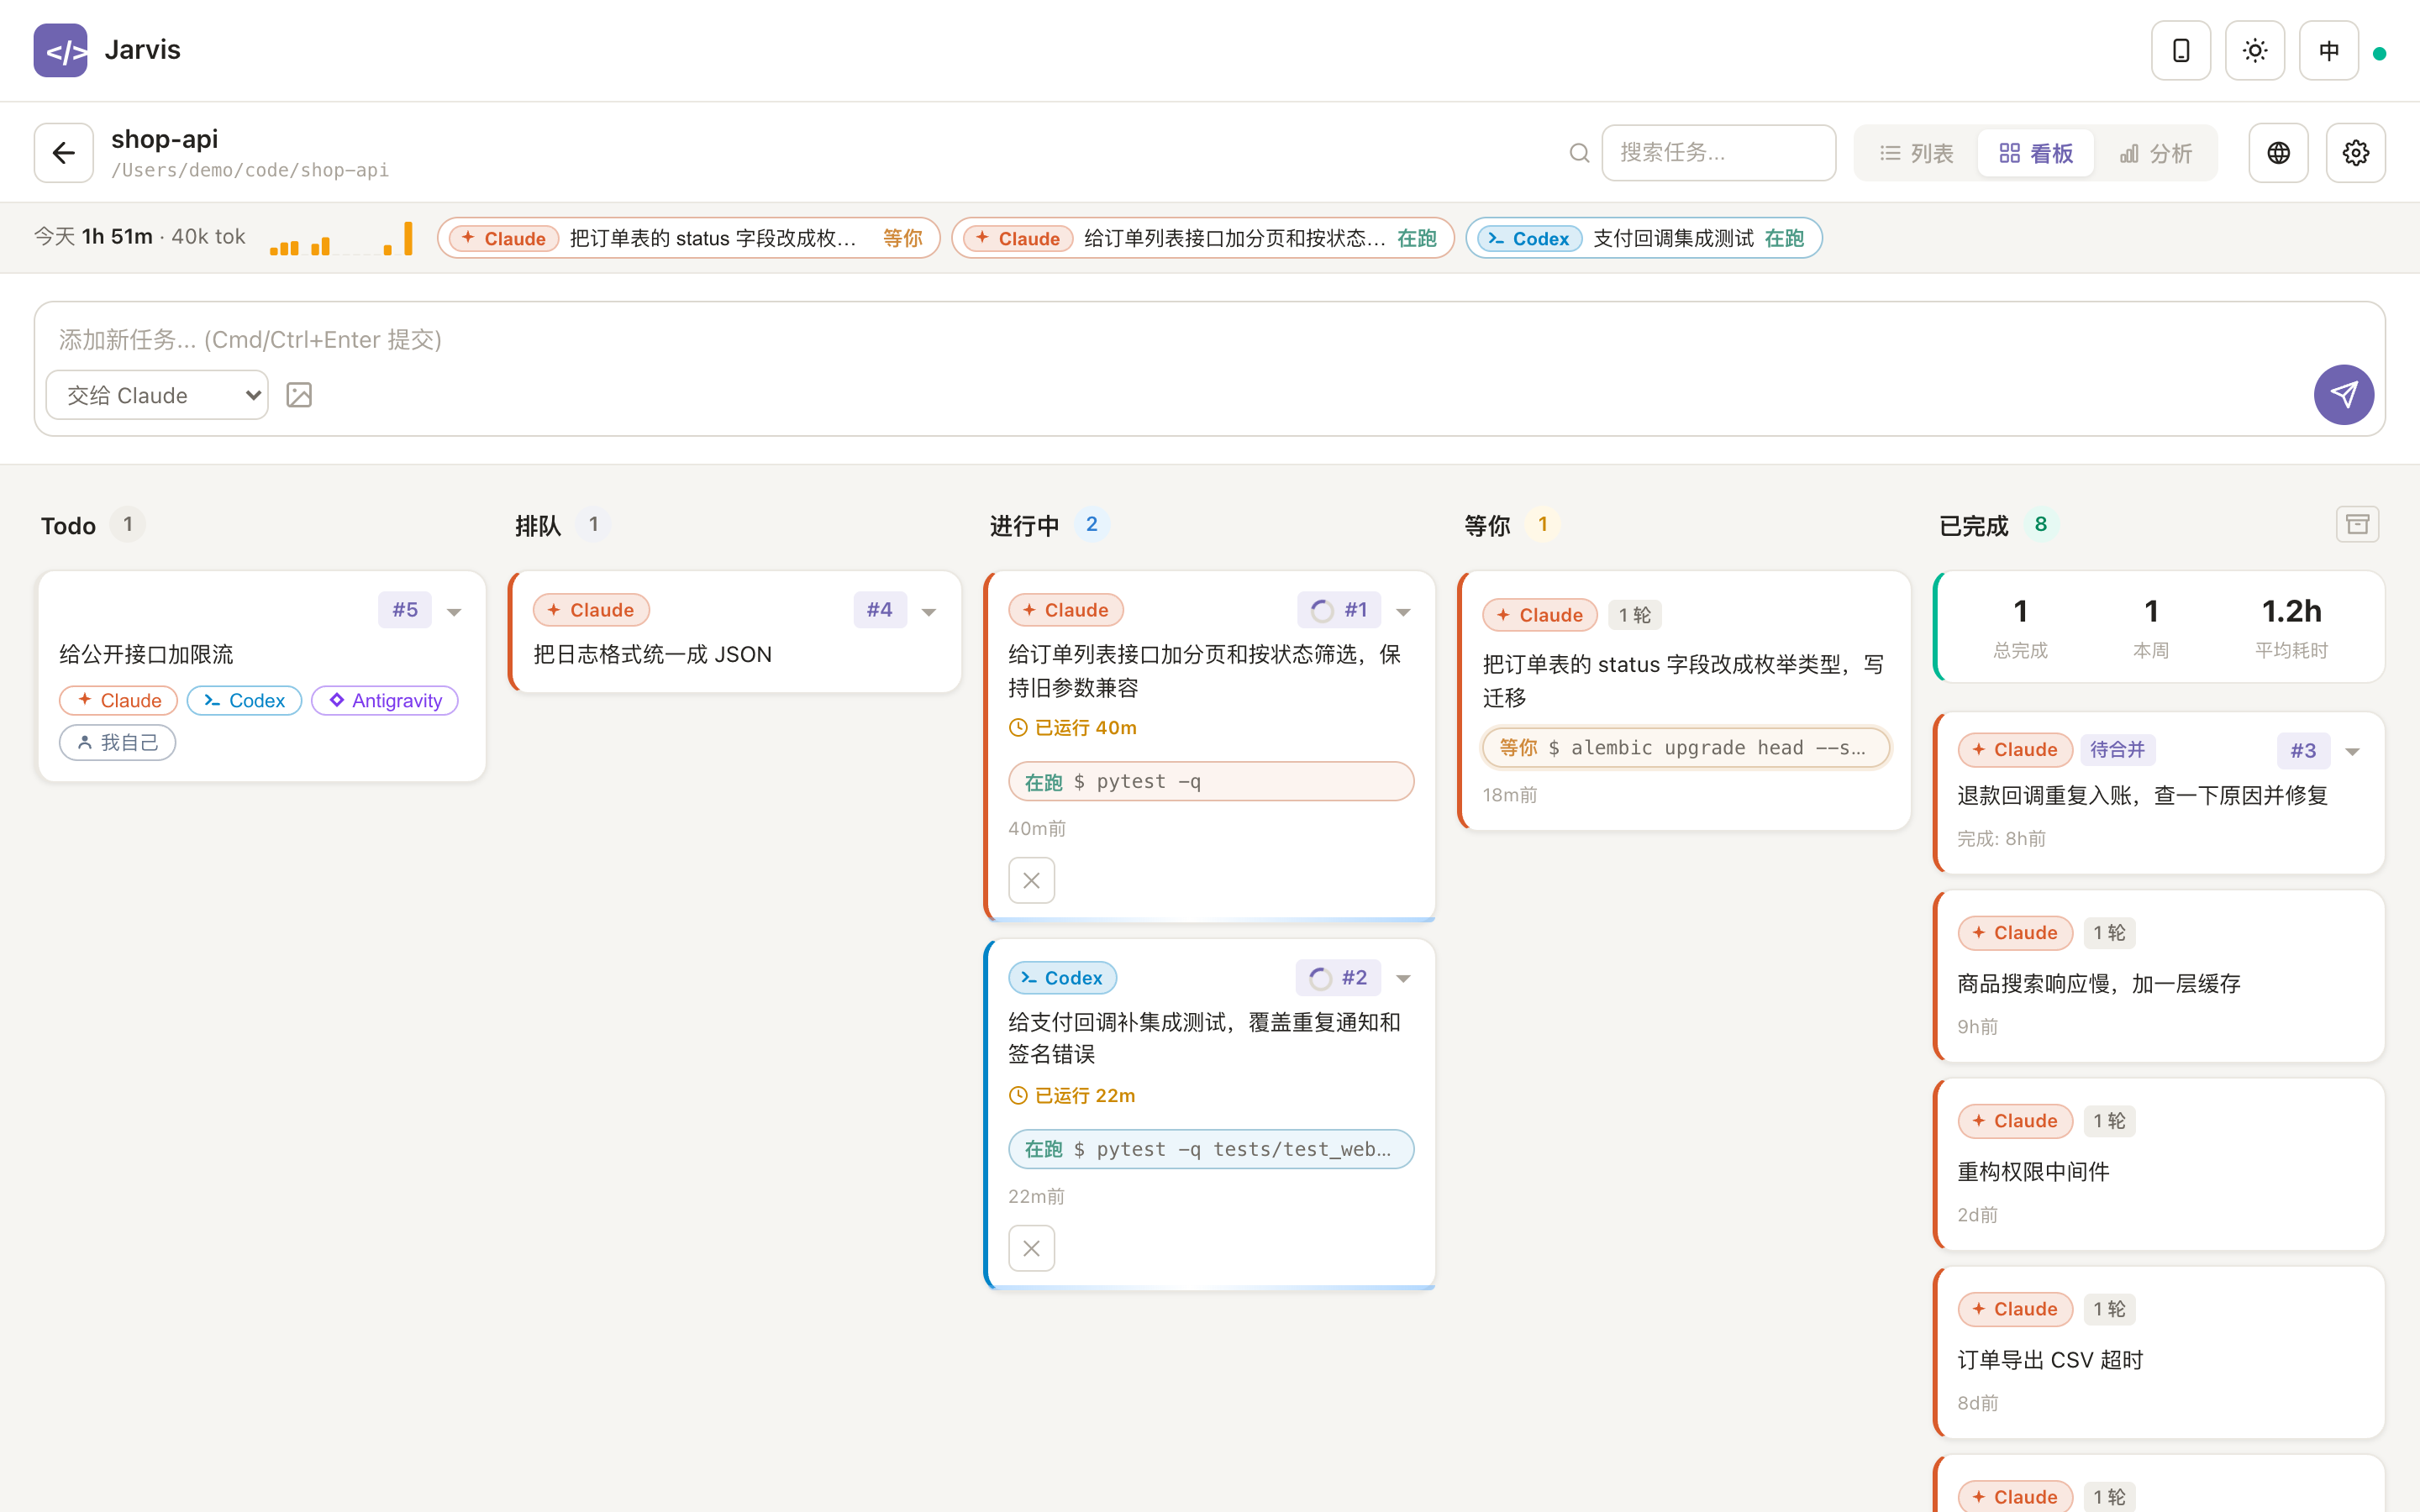 </> Jarvis
中
shop-api
/Users/demo/code/shop-api
搜索任务...
列表
看板
分析
今天 1h 51m · 40k tok
Claude 把订单表的 status 字段改成枚... 等你
Claude 给订单列表接口加分页和按状态... 在跑
Codex 支付回调集成测试 在跑
添加新任务... (Cmd/Ctrl+Enter 提交)
交给 Claude
Todo 1
#5
给公开接口加限流
Claude Codex Antigravity
我自己
排队 1
Claude #4
把日志格式统一成 JSON
进行中 2
Claude #1
给订单列表接口加分页和按状态筛选，保
持旧参数兼容
已运行 40m
在跑 $ pytest -q
40m前
Codex #2
给支付回调补集成测试，覆盖重复通知和
签名错误
已运行 22m
在跑 $ pytest -q tests/test_web...
22m前
等你 1
Claude 1 轮
把订单表的 status 字段改成枚举类型，写
迁移
等你 $ alembic upgrade head --s...
18m前
已完成 8
1 1 1.2h
总完成 本周 平均耗时
Claude 待合并 #3
退款回调重复入账，查一下原因并修复
完成: 8h前
Claude 1 轮
商品搜索响应慢，加一层缓存
9h前
Claude 1 轮
重构权限中间件
2d前
Claude 1 轮
订单导出 CSV 超时
8d前
Claude 1 轮